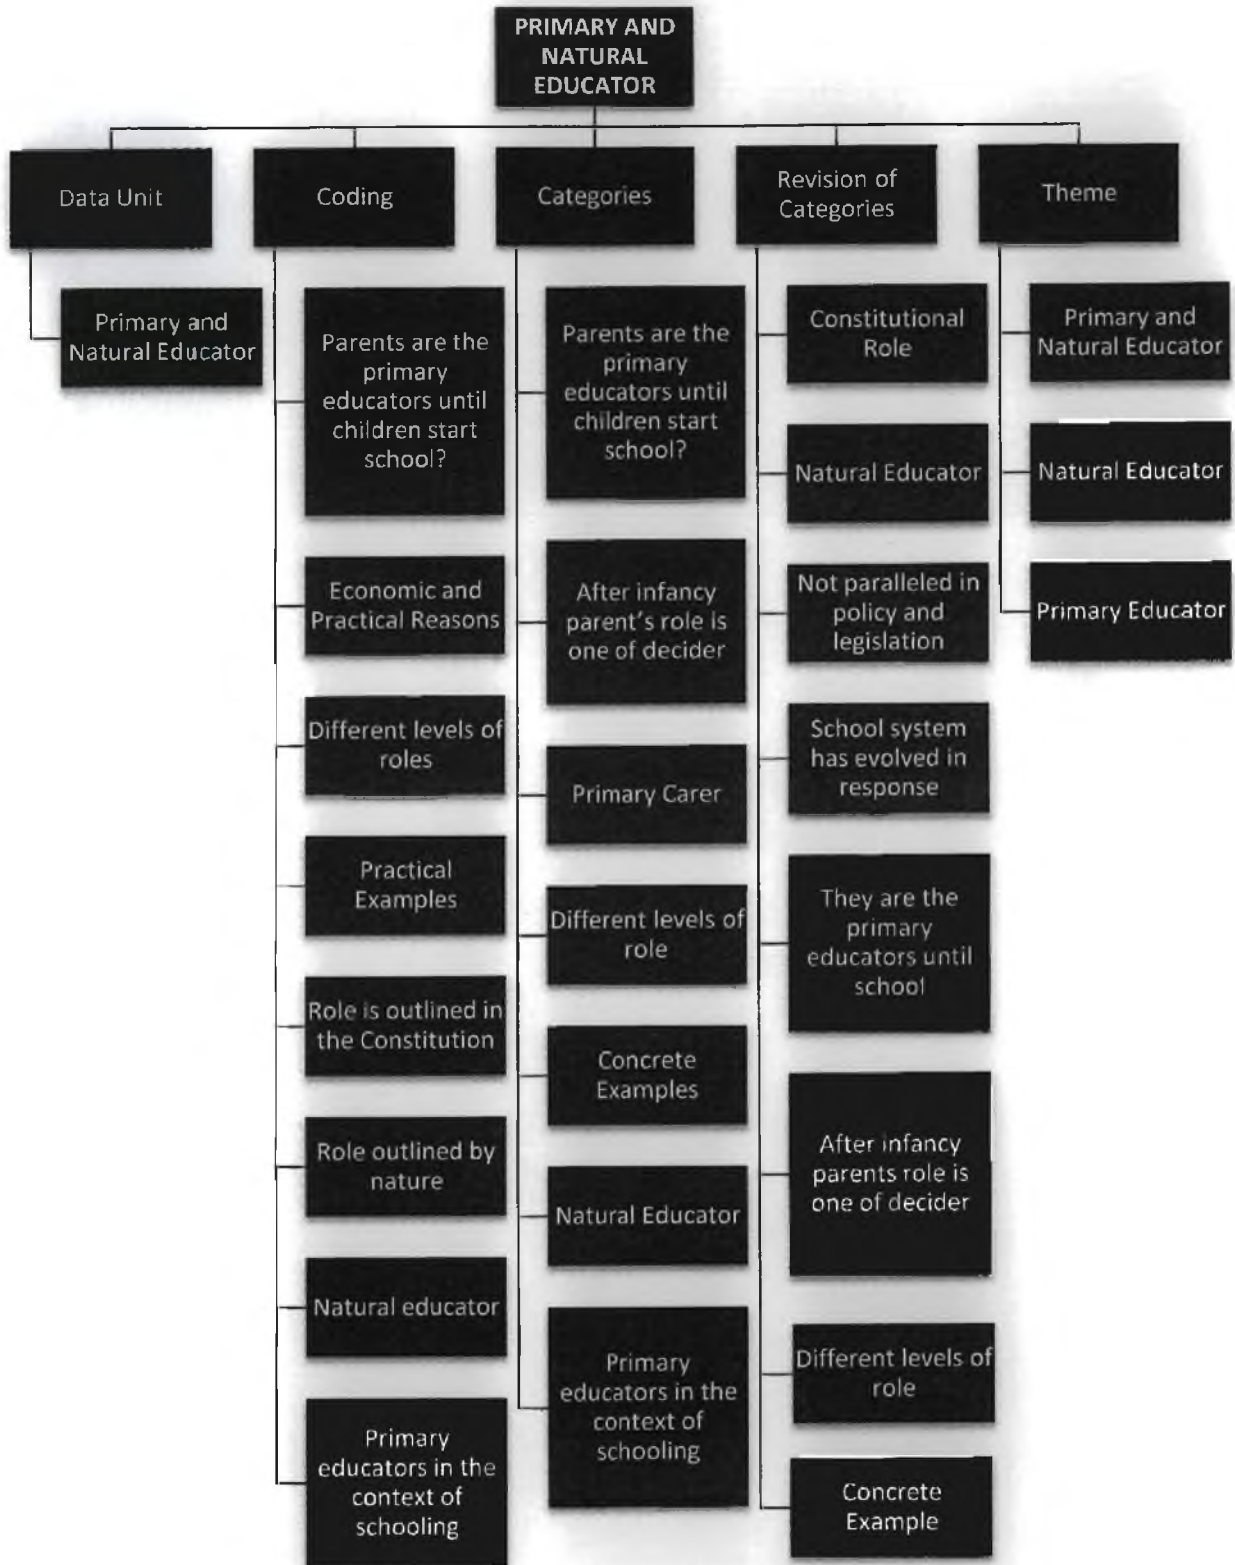 PRIMARY AND
NATURAL
EDUCATOR
Data Unit
Primary and
Natural Educator
Coding
Parents are the
primary
educators until
children start
school?
Economic and
Practical Reasons
Different levels of
roles
Practical
Examples
Role is outlined in
the Constitution
Role outlined by
nature
Natural educator
Primary
educators in the
context of
schooling
Categories
Parents are the
primary
educators until
children start
school?
After infancy
parent's role is
one of decider
Primary Carer
Different levels of
role
Concrete
Examples
Natural Educator
Primary
educators in the
context of
schooling
Revision of
Categories
Constitutional
Role
Natural Educator
Not paralleled in
policy and
legislation
School system
has evolved in
response
They are the
primary
educators until
school
After infancy
parents role is
one of decider
Different levels of
role
Concrete
Example
Theme
Primary and
Natural Educator
Natural Educator
Primary Educator